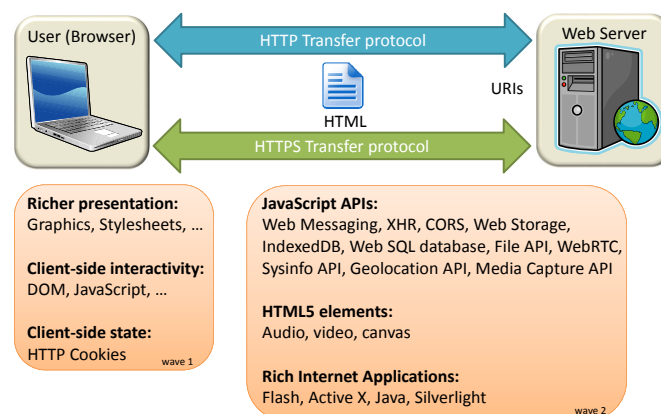 User (Browser)
HTTP Transfer protocol
Web Server
URIs
HTML
HTTPS Transfer protocol
Richer presentation:
Graphics, Stylesheets, ...
Client-side interactivity:
DOM, JavaScript, ...
Client-side state:
HTTP Cookies
wave 1
JavaScript APIs:
Web Messaging, XHR, CORS, Web Storage,
IndexedDB, Web SQL database, File API, WebRTC,
Sysinfo API, Geolocation API, Media Capture API
HTML5 elements:
Audio, video, canvas
Rich Internet Applications:
Flash, Active X, Java, Silverlight
wave 2